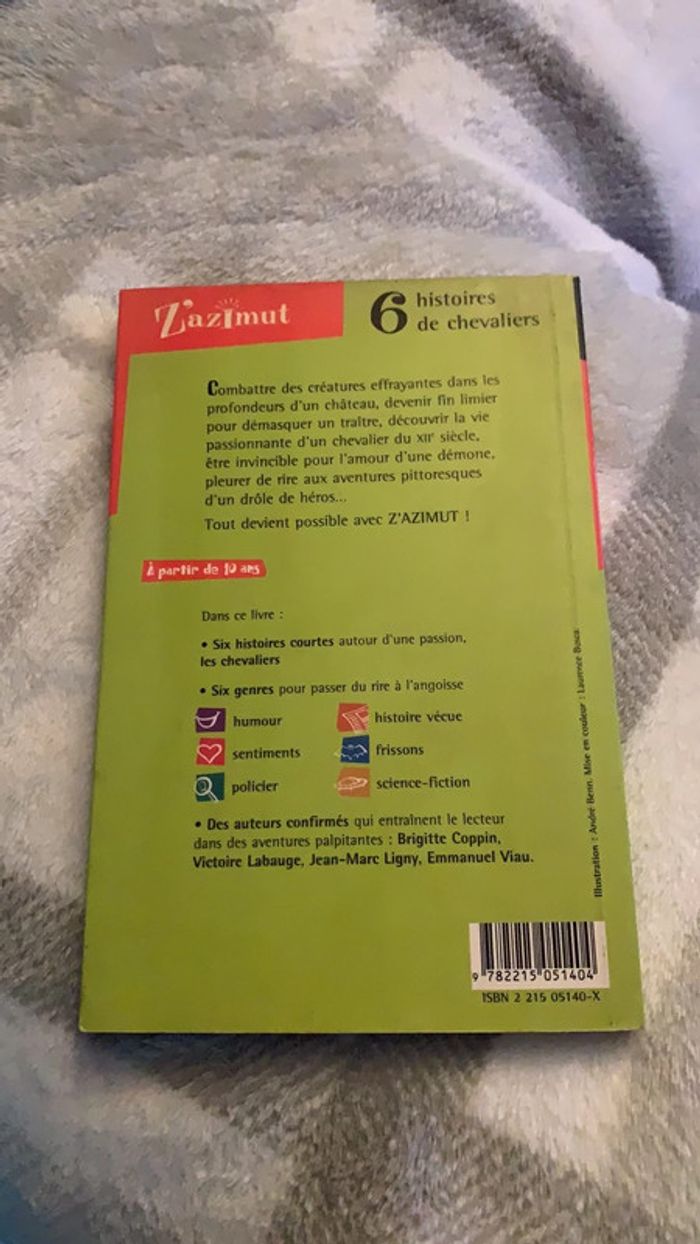 Z'azimut
6 histoires
de chevaliers
Combattre des créatures effrayantes dans les
profondeurs d'un château, devenir fin limier
pour démasquer un traître, découvrir la vie
passionnante d'un chevalier du XIIe siècle,
être invincible pour l'amour d'une démone,
pleurer de rire aux aventures pittoresques
d'un drôle de héros...
Tout devient possible avec Z'AZIMUT !
À partir de 10 ans
Dans ce livre :
• Six histoires courtes autour d'une passion,
les chevaliers
• Six genres pour passer du rire à l'angoisse
humour
histoire vécue
sentiments
frissons
policier
science-fiction
• Des auteurs confirmés qui entraînent le lecteur
dans des aventures palpitantes : Brigitte Coppin,
Victoire Labauge, Jean-Marc Ligny, Emmanuel Viau.
Illustration : André Benn. Mise en couleur : Laurence Bosca.
9 782215 051404
ISBN 2 215 05140-X